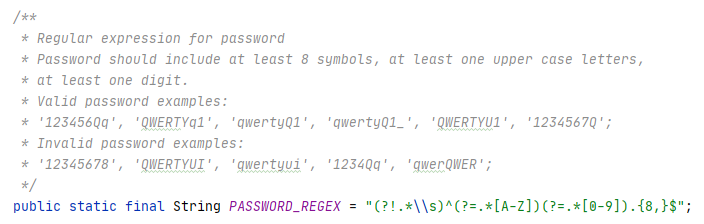 /**
* Regular expression for password
* Password should include at least 8 symbols, at least one upper case letters,
* at least one digit.
* Valid password examples:
* '123456Qq', 'QWERTYq1', 'qwertyQ1', 'qwertyQ1_', 'QWERTYU1', '1234567Q';
* Invalid password examples:
* '12345678', 'QWERTYUI', 'qwertyui', '1234Qq', 'qwerQWER';
*/
public static final String PASSWORD_REGEX = "(?!.*\\s)^(?=.*[A-Z])(?=.*[0-9]).{8,}$";